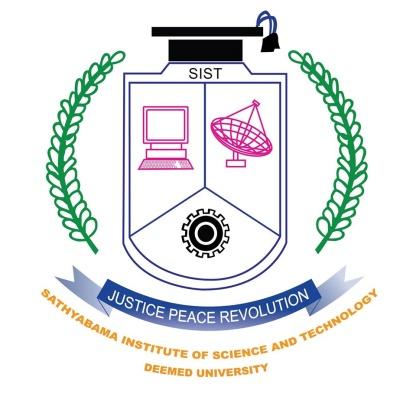 SIST
JUSTICE PEACE REVOLUTION
SATHYABAMA INSTITUTE OF SCIENCE AND TECHNOLOGY
DEEMED UNIVERSITY